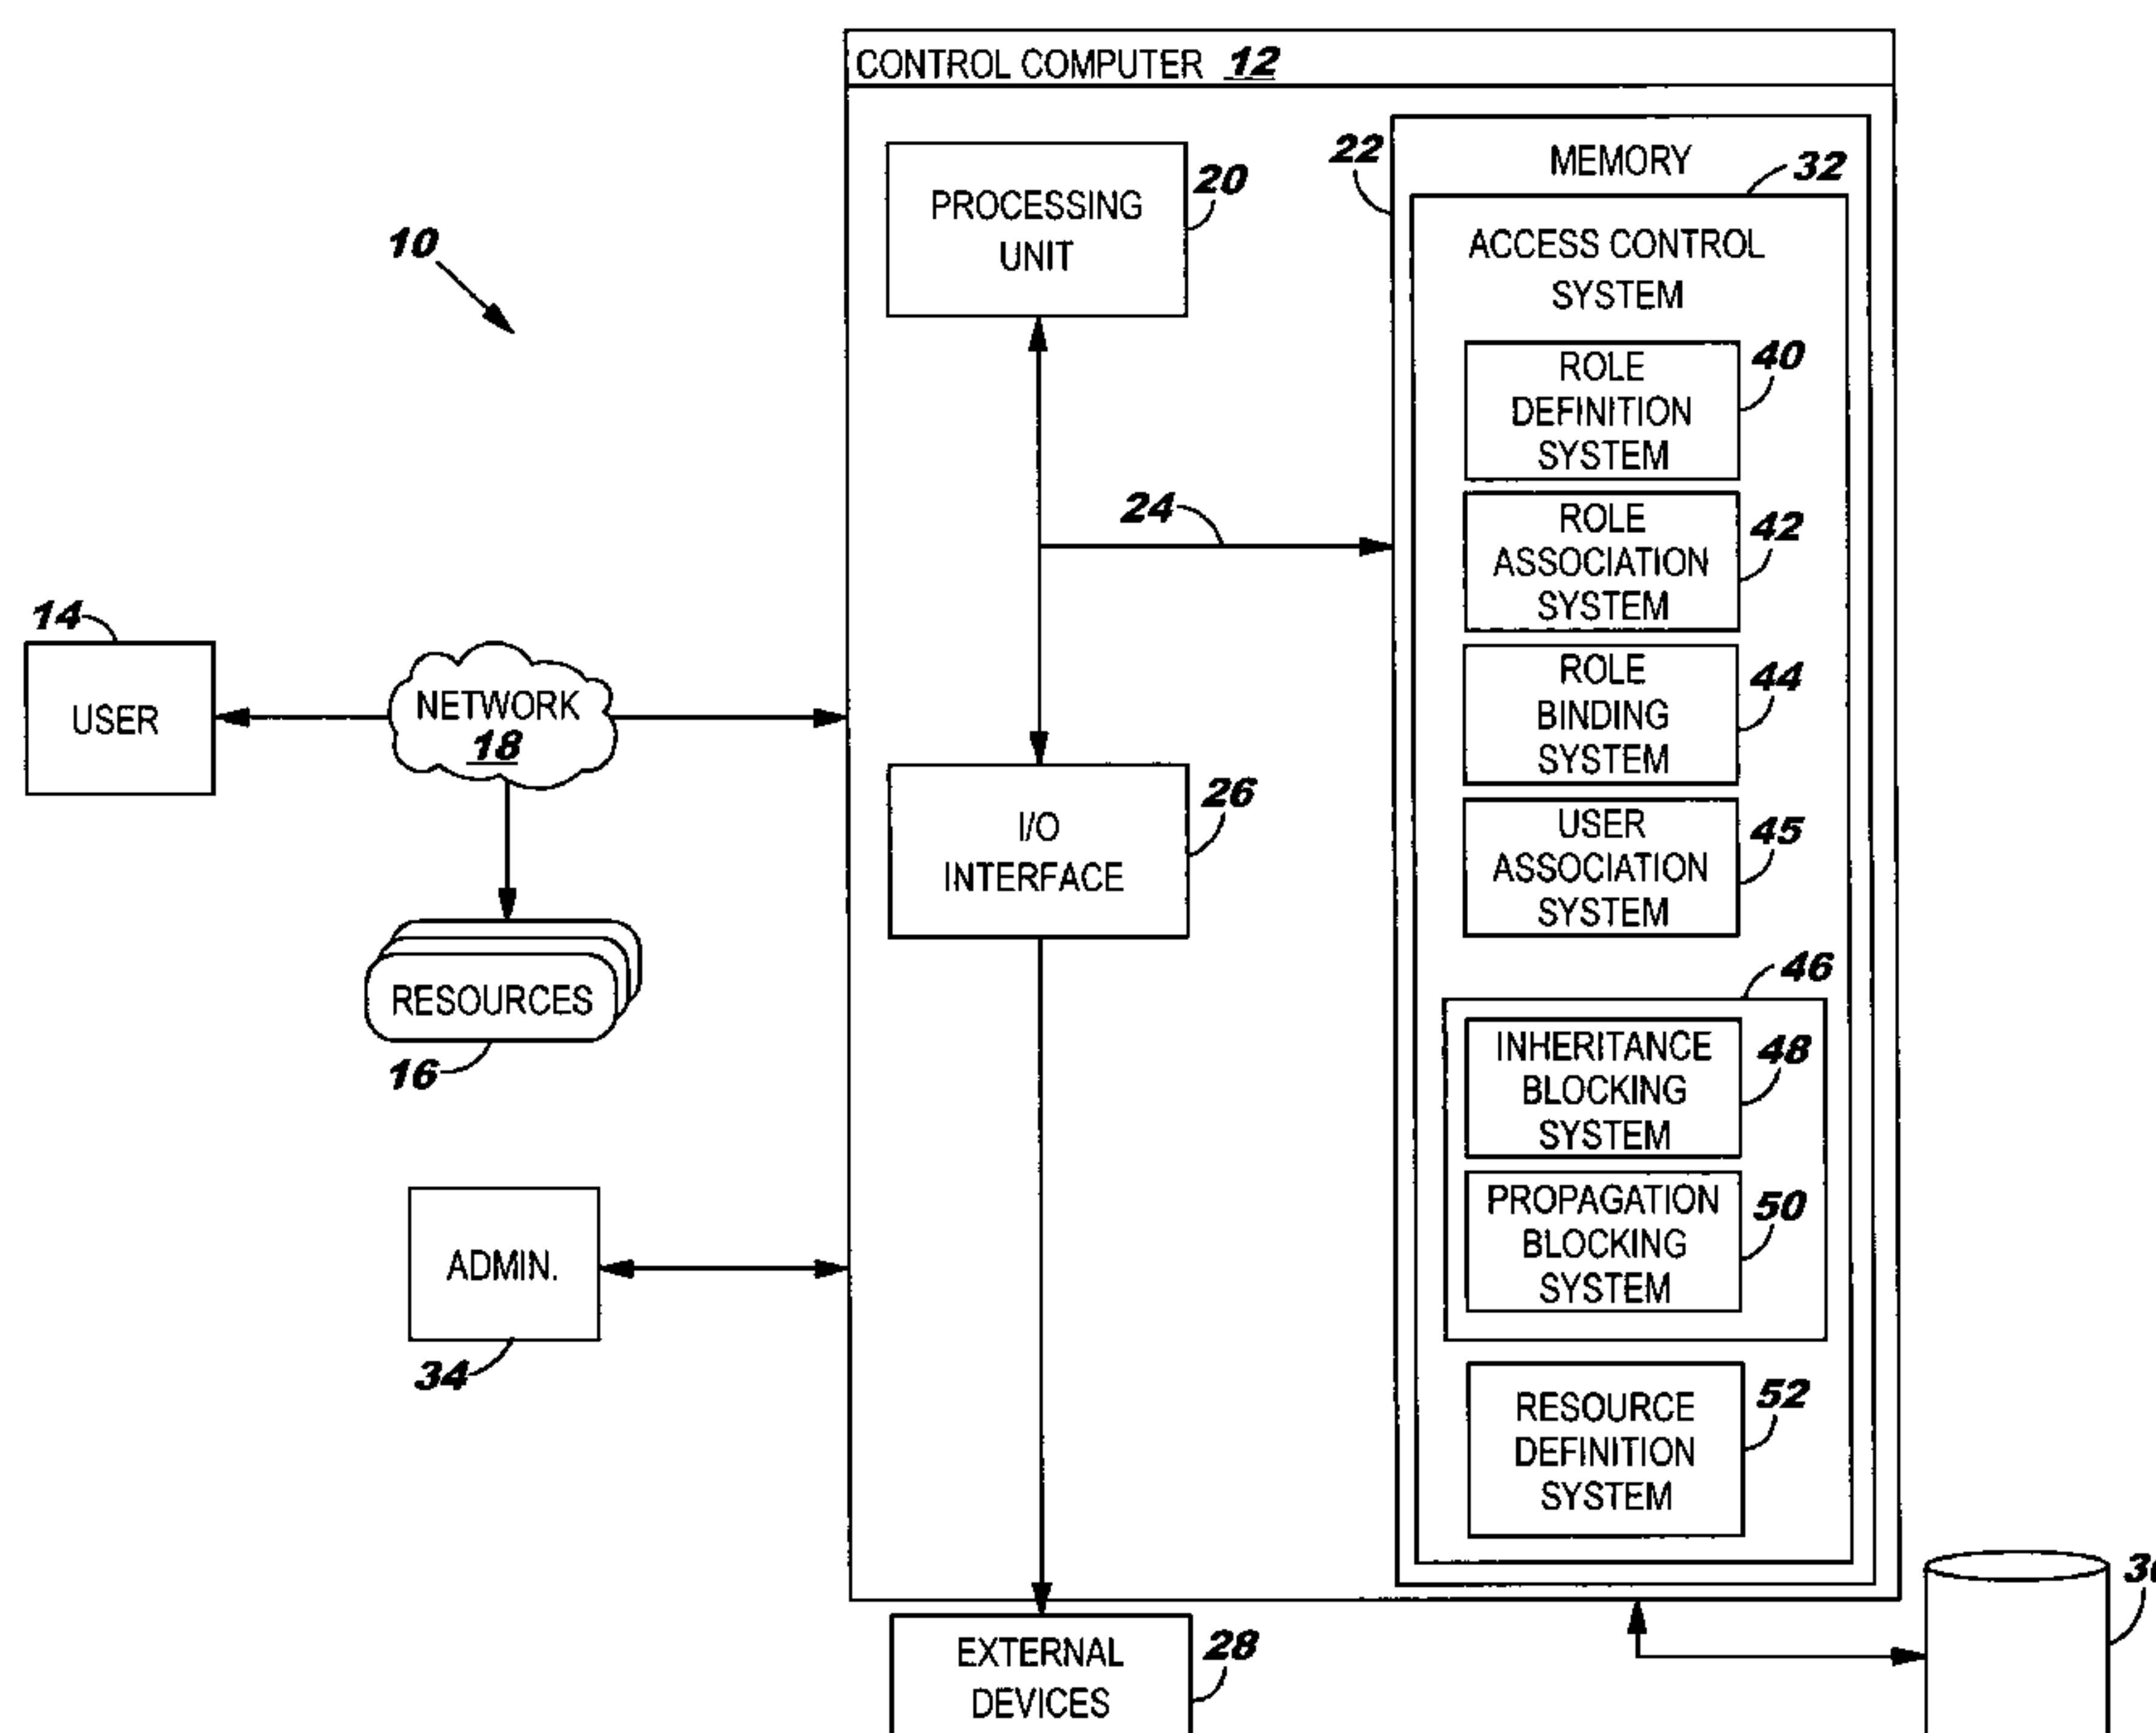 CONTROL COMPUTER 12
PROCESSING
UNIT
20
22
MEMORY
32
ACCESS CONTROL
SYSTEM
10
ROLE
DEFINITION
SYSTEM
40
24
ROLE
ASSOCIATION
SYSTEM
42
14
USER
NETWORK
18
ROLE
BINDING
SYSTEM
44
I/O
INTERFACE
26
USER
ASSOCIATION
SYSTEM
45
RESOURCES
16
46
INHERITANCE
BLOCKING
SYSTEM
48
PROPAGATION
BLOCKING
SYSTEM
50
ADMIN.
34
RESOURCE
DEFINITION
SYSTEM
52
EXTERNAL
DEVICES
28